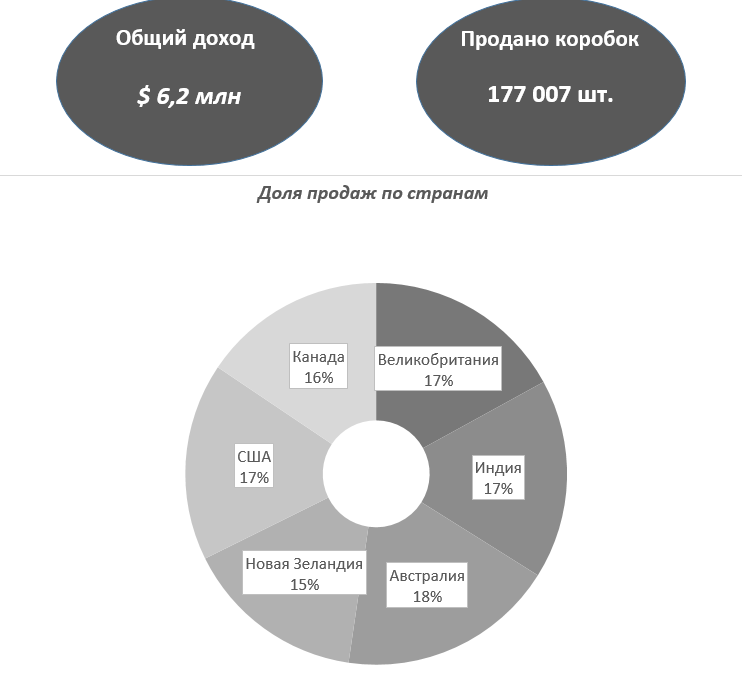 Общий доход
$ 6,2 млн
Продано коробок
177 007 шт.
Доля продаж по странам
Канада
16%
Великобритания
17%
США
17%
Индия
17%
Новая Зеландия
15%
Австралия
18%